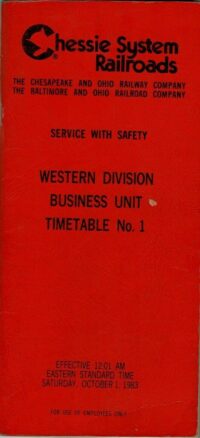 Chessie System
Railroads
THE CHESAPEAKE AND OHIO RAILWAY COMPANY
THE BALTIMORE AND OHIO RAILROAD COMPANY
SERVICE WITH SAFETY
WESTERN DIVISION
BUSINESS UNIT
TIMETABLE No. 1
EFFECTIVE 12:01 AM
EASTERN STANDARD TIME
SATURDAY, OCTOBER 1, 1983
FOR USE OF EMPLOYEES ONLY